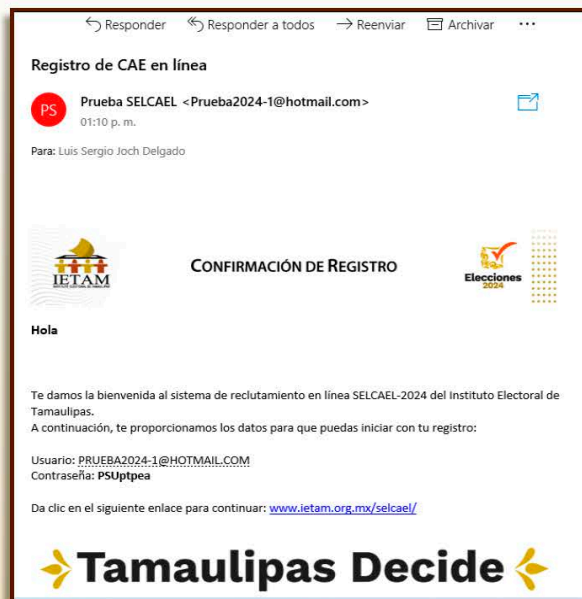 Responder Responder a todos Reenviar Archivar ...
Registro de CAE en línea
PS
Prueba SELCAEL <Prueba2024-1@hotmail.com>
01:10 p. m.
Para: Luis Sergio Joch Delgado
IETAM
CONFIRMACIÓN DE REGISTRO
Elecciones
2024
Hola
Te damos la bienvenida al sistema de reclutamiento en línea SELCAEL-2024 del Instituto Electoral de
Tamaulipas.
A continuación, te proporcionamos los datos para que puedas iniciar con tu registro:
Usuario: PRUEBA2024-1@HOTMAIL.COM
Contraseña: PSUptpea
Da clic en el siguiente enlace para continuar: www.ietam.org.mx/selcael/
Tamaulipas Decide